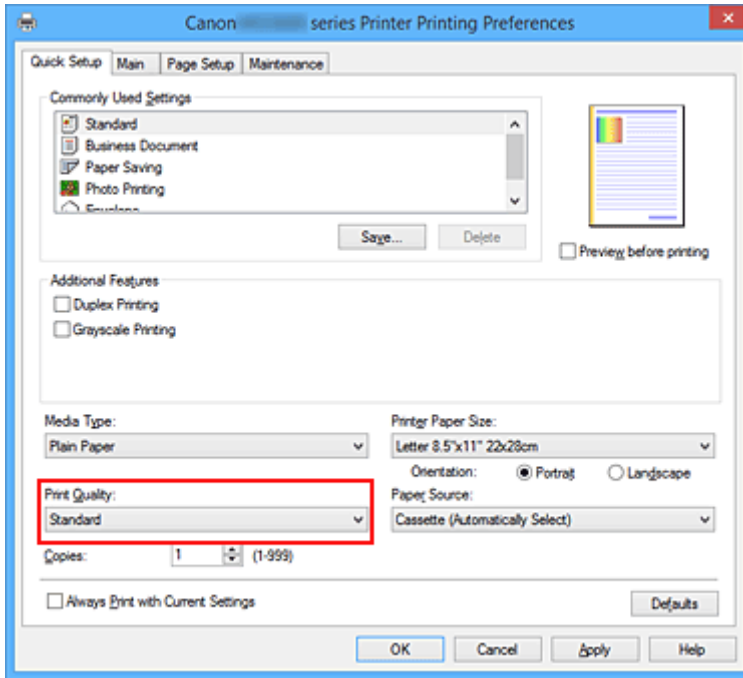 Canon series Printer Printing Preferences
Quick Setup Main Page Setup Maintenance
Commonly Used Settings
Standard
Business Document
Paper Saving
Photo Printing
Save... Delete
Preview before printing
Additional Features
Duplex Printing
Grayscale Printing
Media Type:
Plain Paper
Printer Paper Size:
Letter 8.5"x11" 22x28cm
Orientation: Portrait Landscape
Print Quality:
Standard
Paper Source:
Cassette (Automatically Select)
Copies: 1 (1-999)
Always Print with Current Settings
Defaults
OK Cancel Apply Help